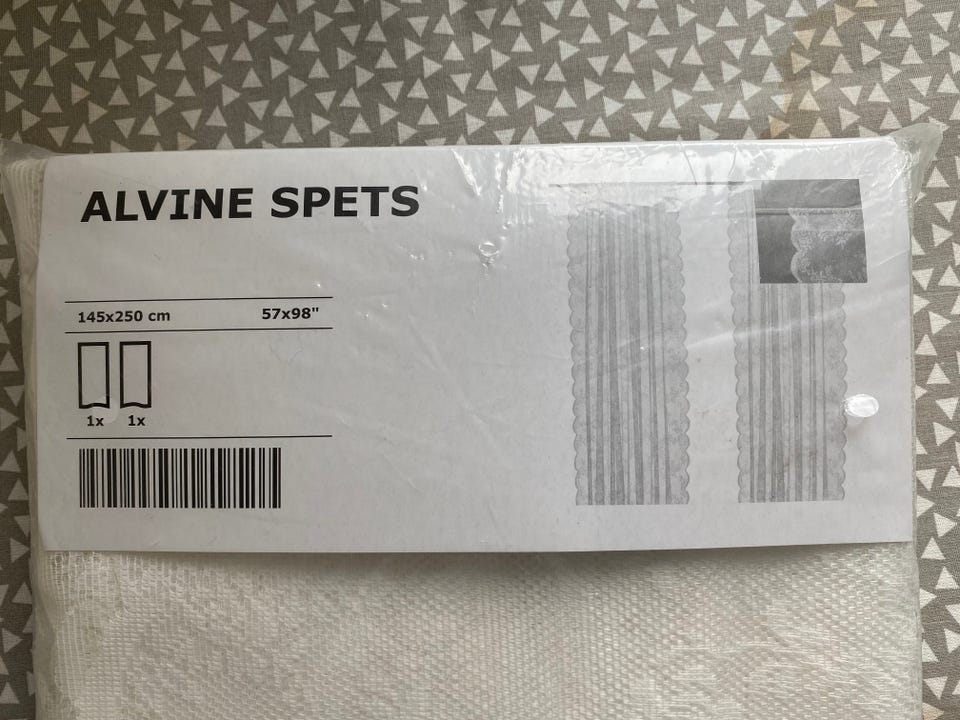 ALVINE SPETS
145x250 cm 57x98"
1x 1x